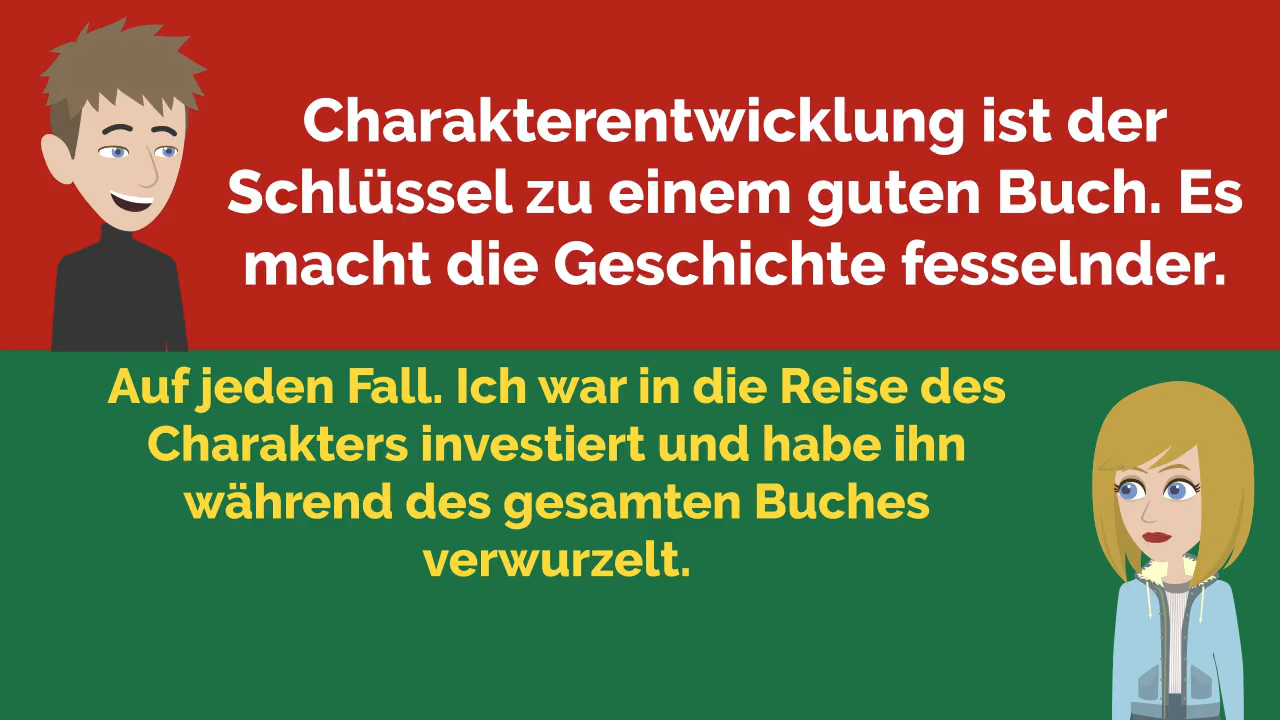 Charakterentwicklung ist der
Schlüssel zu einem guten Buch. Es
macht die Geschichte fesselnder.
Auf jeden Fall. Ich war in die Reise des
Charakters investiert und habe ihn
während des gesamten Buches
verwurzelt.